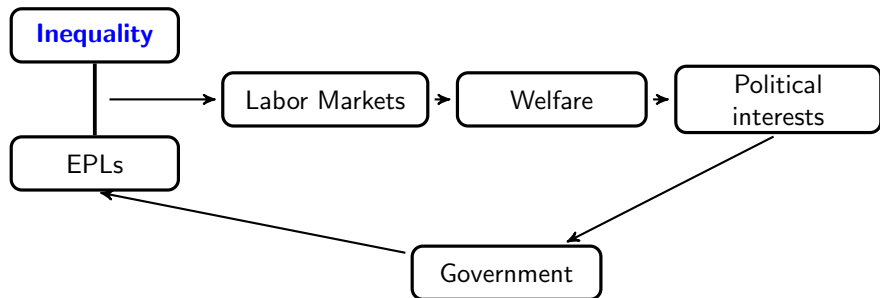 Inequality
Labor Markets
Welfare
Political
interests
EPLs
Government